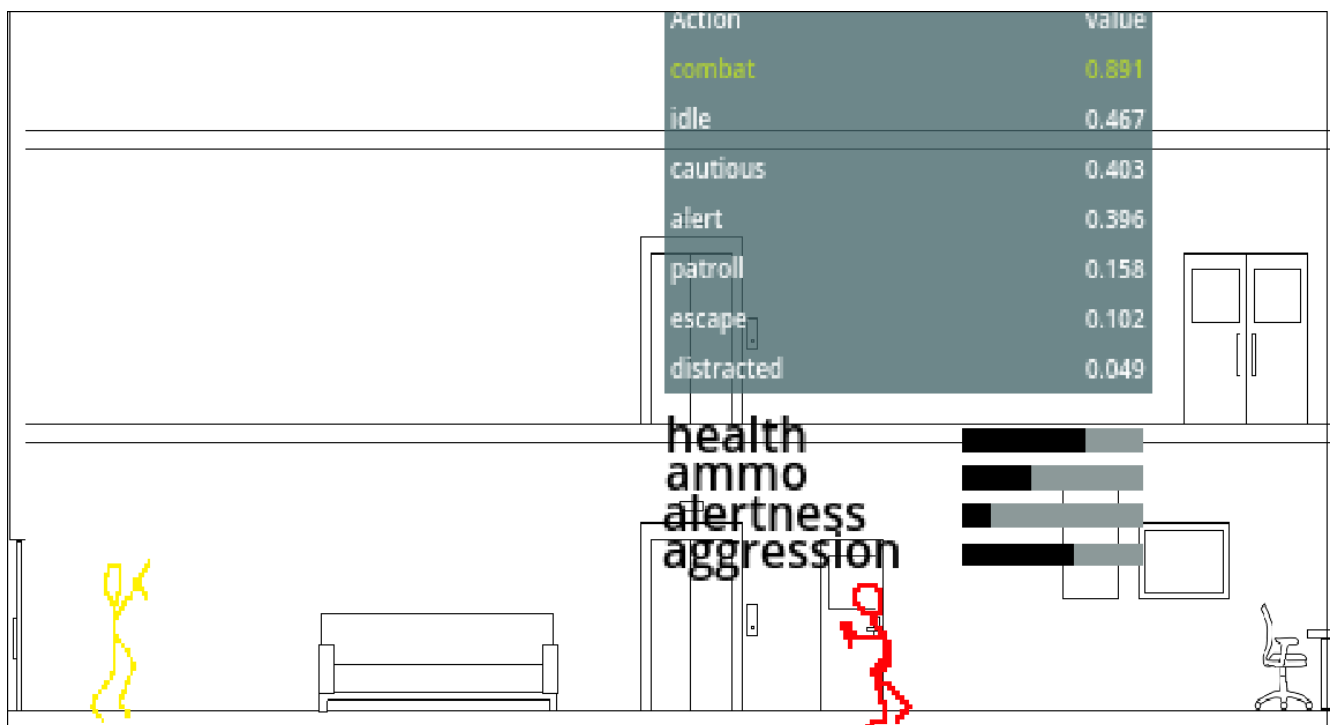 Action value
combat 0.891
idle 0.467
cautious 0.403
alert 0.396
patroll 0.158
escape 0.102
distracted 0.049
health
ammo
alertness
aggression